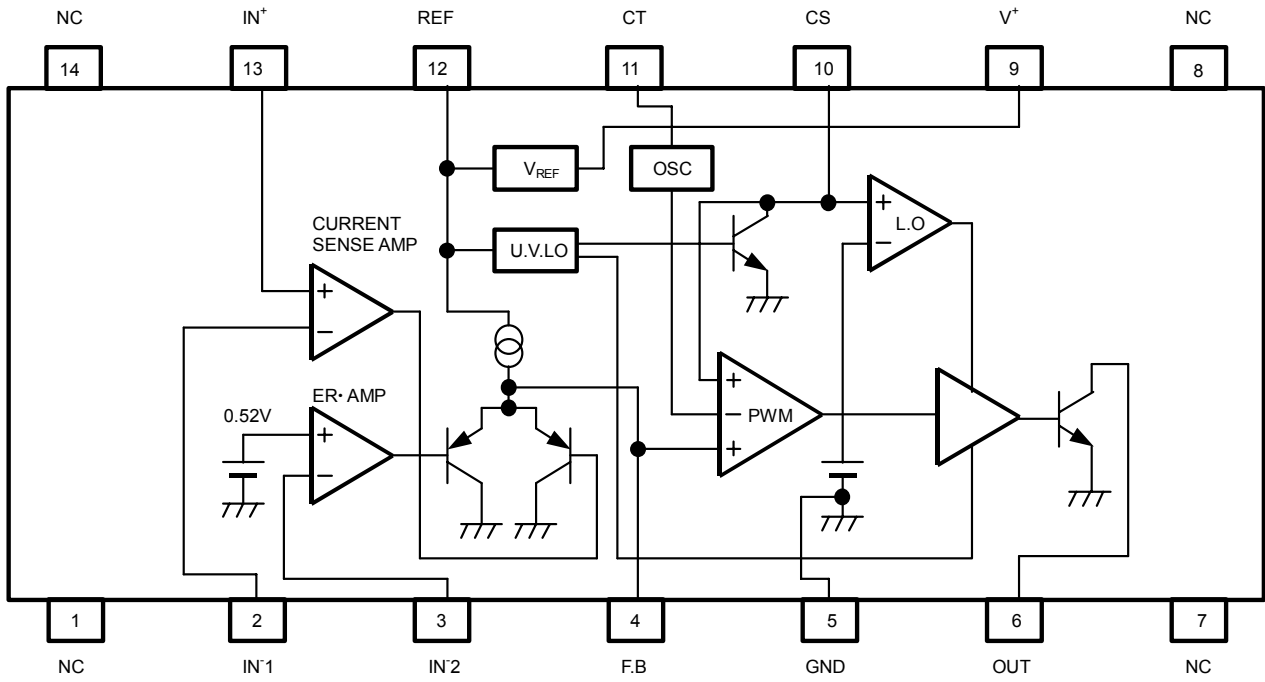 NC IN⁺ REF CT CS V⁺ NC
14 13 12 11 10 9 8
V_REF OSC
CURRENT
SENSE AMP
U.V.LO
+ L.O
−
+
−
ER• AMP
0.52V
+
−
+
− PWM
+
1 2 3 4 5 6 7
NC IN⁻1 IN⁻2 F.B GND OUT NC